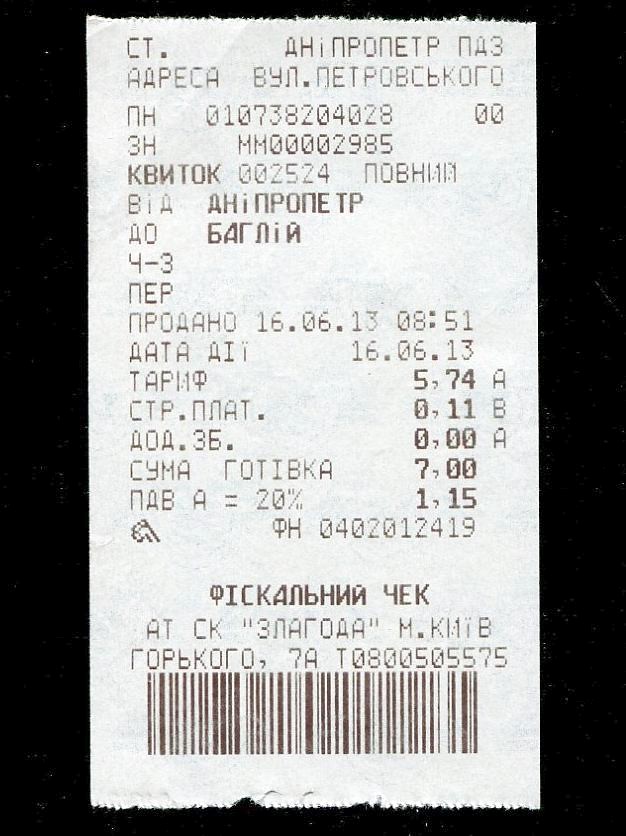 СТ. ДНіПРОПЕТР ПДЗ
АДРЕСА ВУЛ.ПЕТРОВСЬКОГО
ПН 010738204028 00
ЗН ММ00002985
КВИТОК 002524 ПОВНИЙ
ВіД ДНіПРОПЕТР
ДО БАГЛіЙ
Ч-3
ПЕР
ПРОДАНО 16.06.13 08:51
ДАТА ДІЇ 16.06.13
ТАРИФ 5,74 А
СТР.ПЛАТ. 0,11 В
ДОД.ЗБ. 0,00 А
СУМА ГОТІВКА 7,00
ПДВ А = 20% 1,15
ФН 0402012419
ФІСКАЛЬНИЙ ЧЕК
АТ СК "ЗЛАГОДА" М.КИЇВ
ГОРЬКОГО, 7А Т0800505575